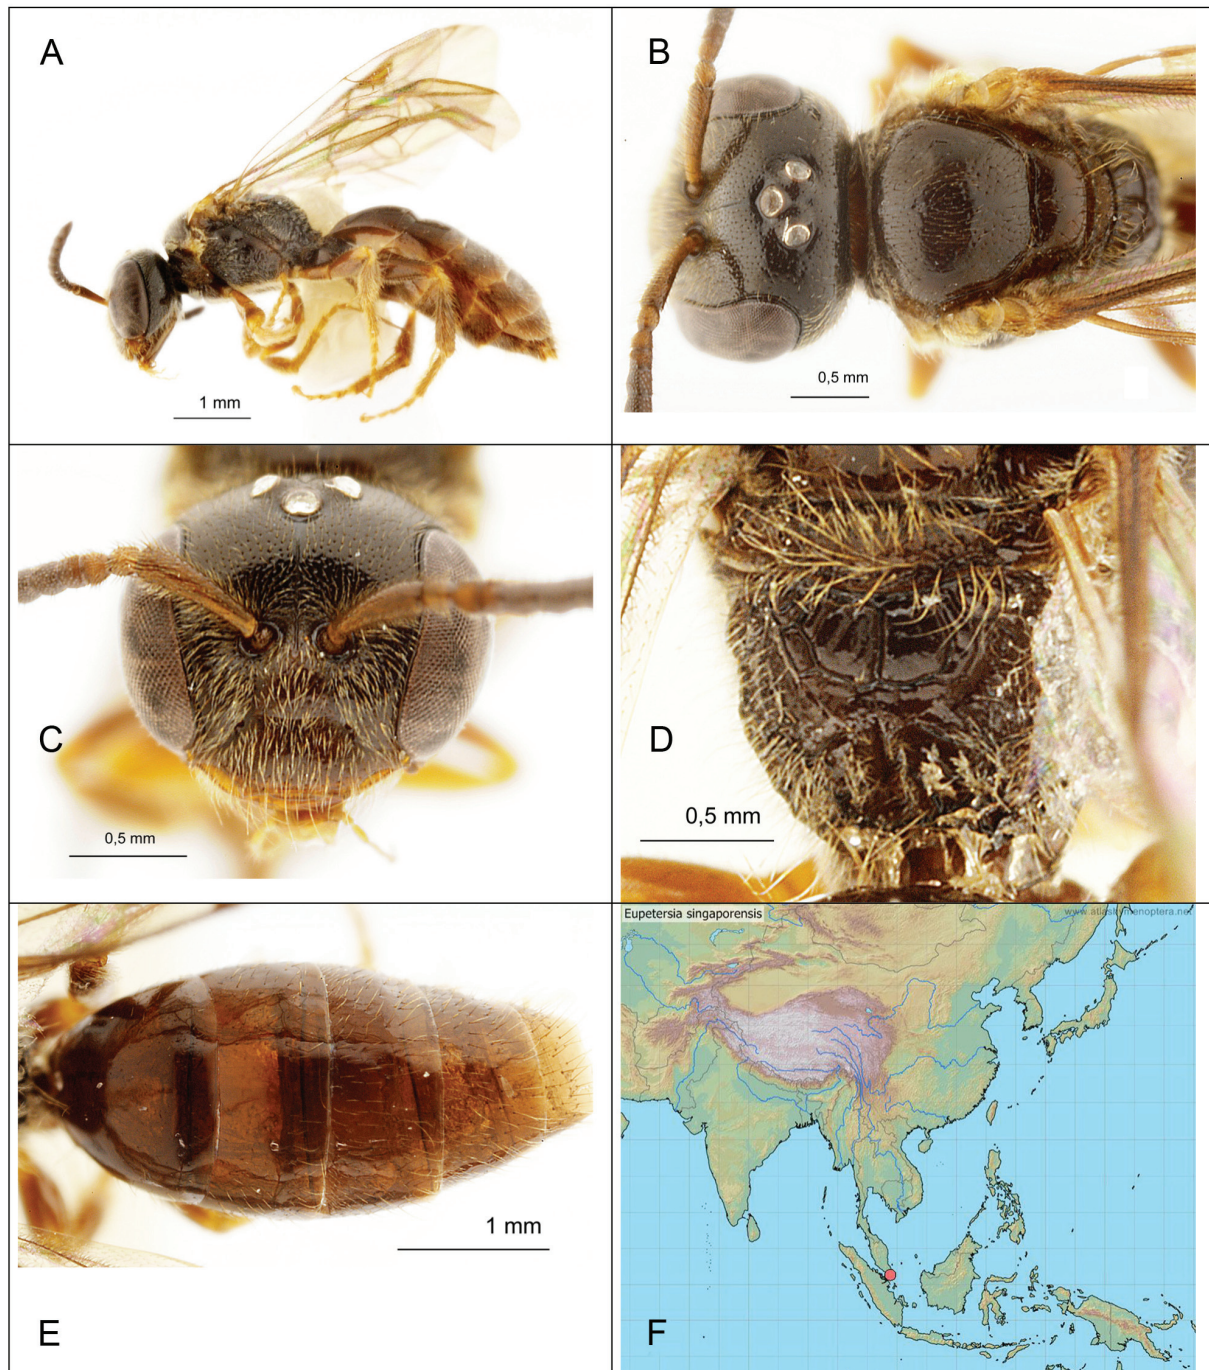 A
1 mm
B
0,5 mm
C
0,5 mm
D
0,5 mm
E
1 mm
Eupetersia singaporensis
www.atlashymenoptera.net
F